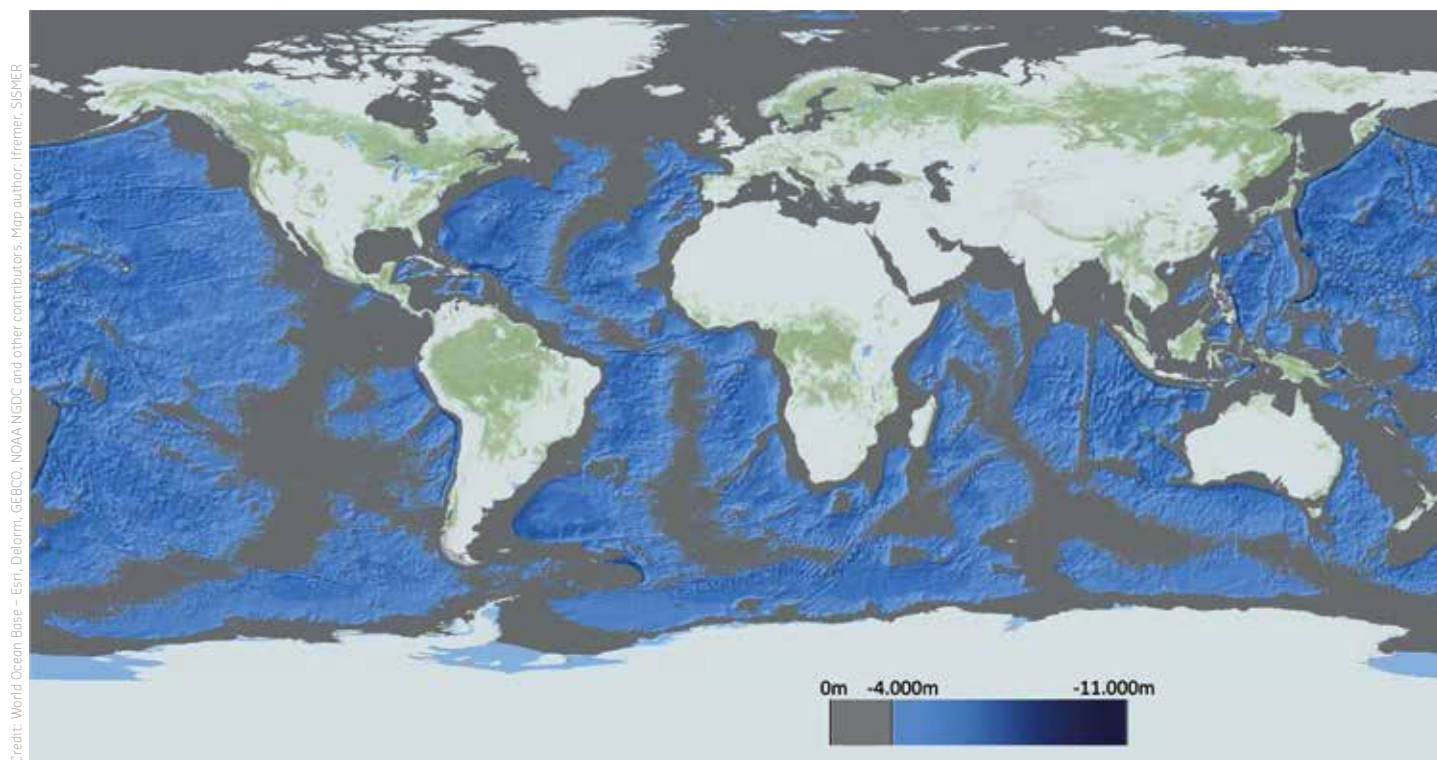 Credit: World Ocean Base – Esri, Delorm, GEBCO, NOAA NGDC and other contributors. Map author: Ifremer, SISMER
0m -4.000m -11.000m